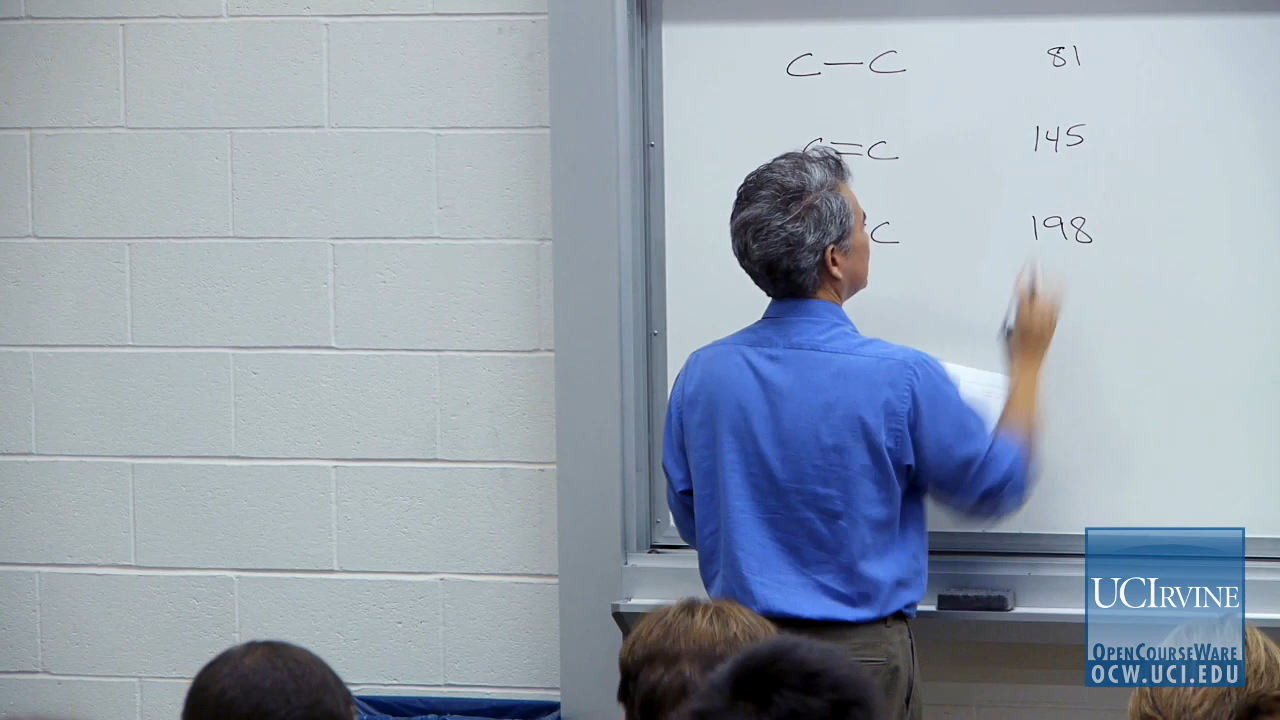 C—C 81
C=C 145
C 198
UCIRVINE
OPENCOURSEWARE
OCW.UCI.EDU